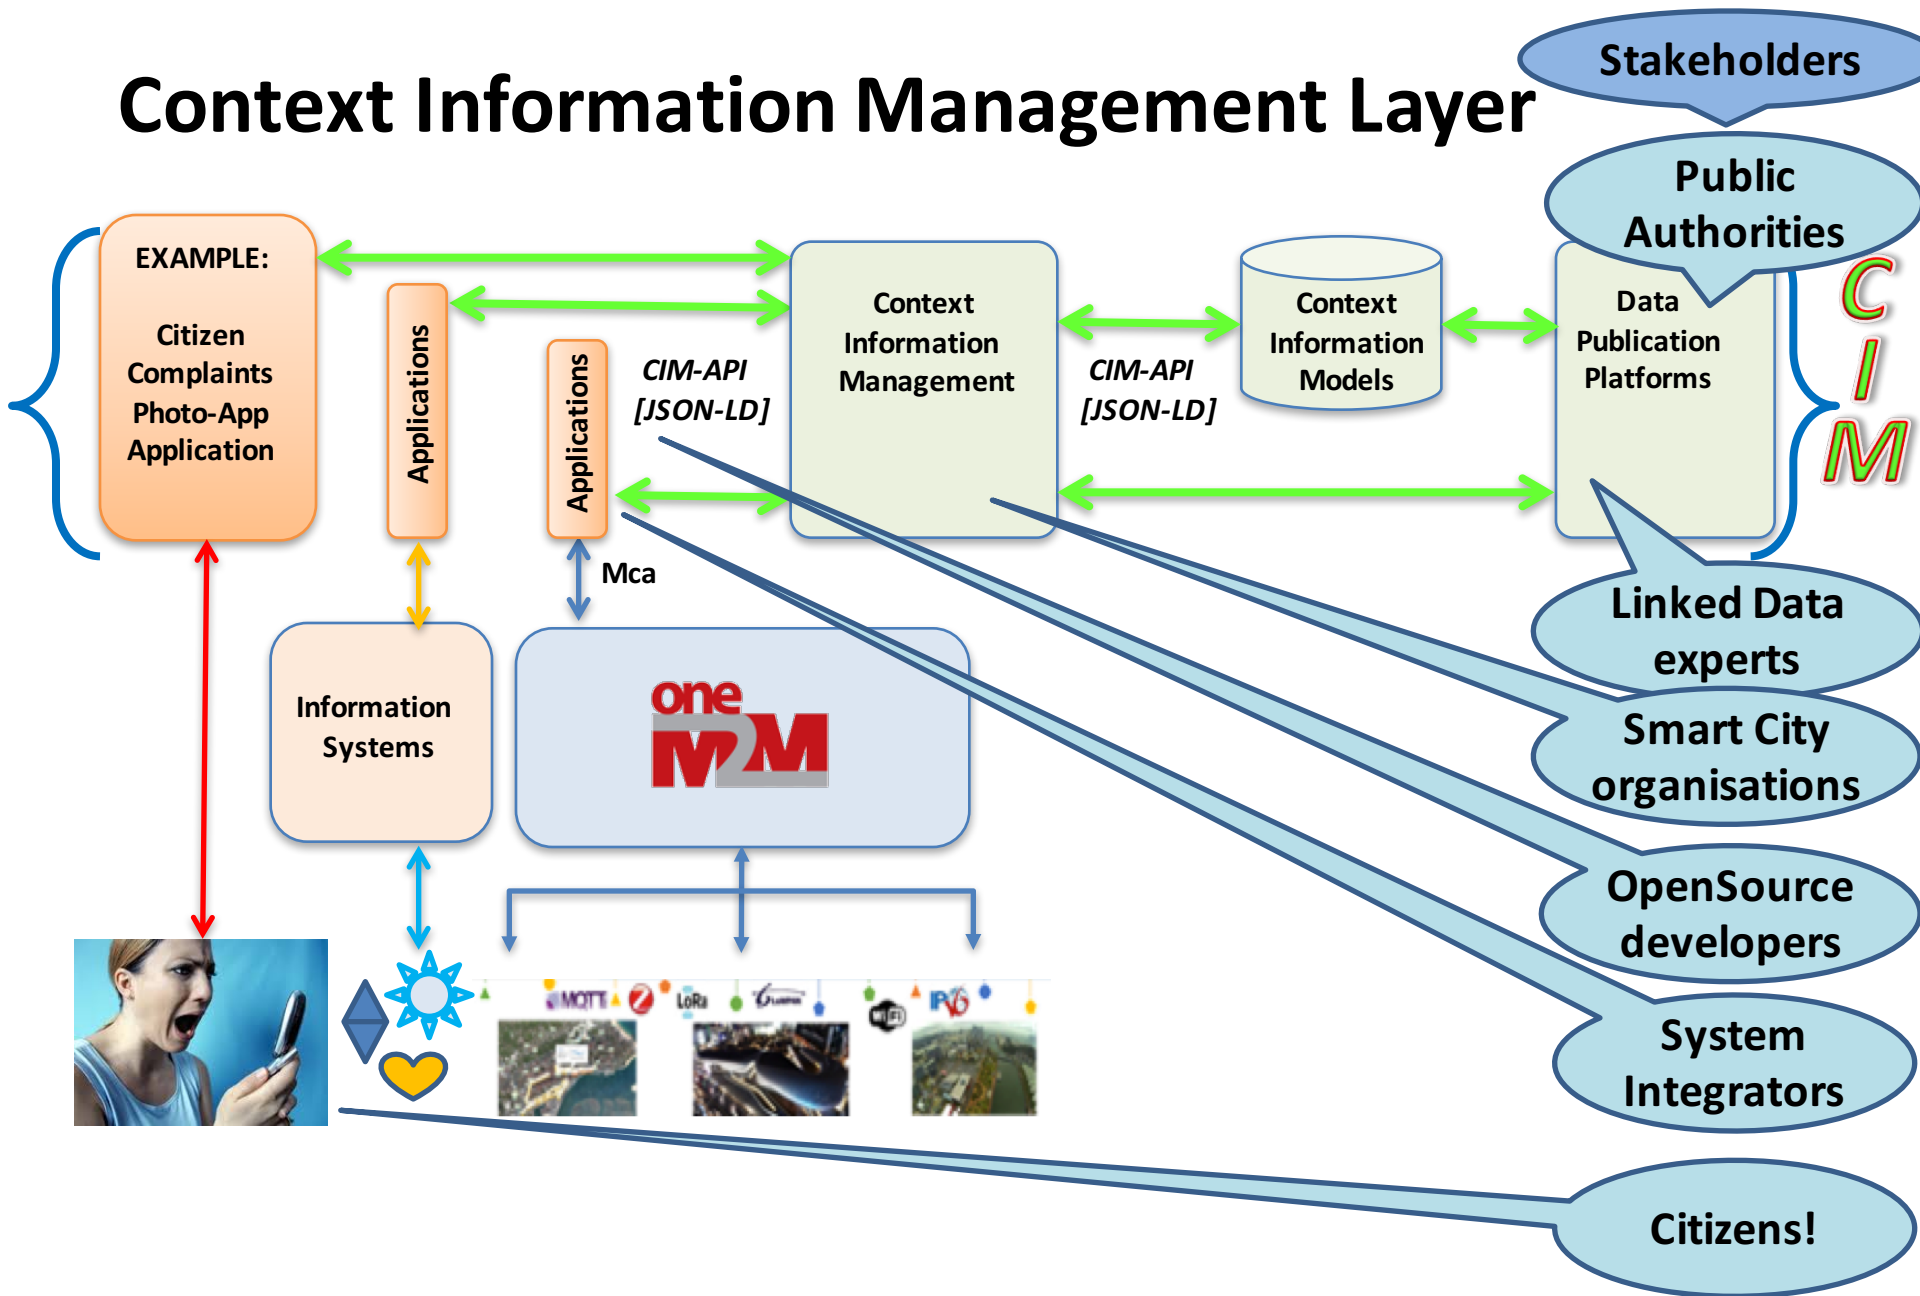 Context Information Management Layer
Stakeholders
Public
Authorities
EXAMPLE:
Citizen
Complaints
Photo-App
Application
Applications
Applications
CIM-API
[JSON-LD]
Context
Information
Management
CIM-API
[JSON-LD]
Context
Information
Models
Data
Publication
Platforms
C
I
M
Mca
Information
Systems
one
M2M
Linked Data
experts
Smart City
organisations
OpenSource
developers
System
Integrators
Citizens!
MQTT
Z
LoRa
WiFi
IPv6